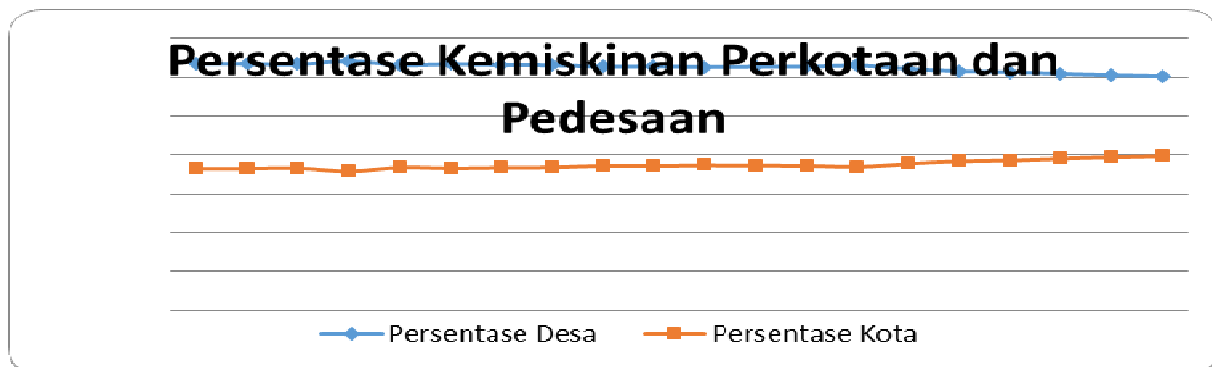 Persentase Kemiskinan Perkotaan dan
Pedesaan
Persentase Desa
Persentase Kota